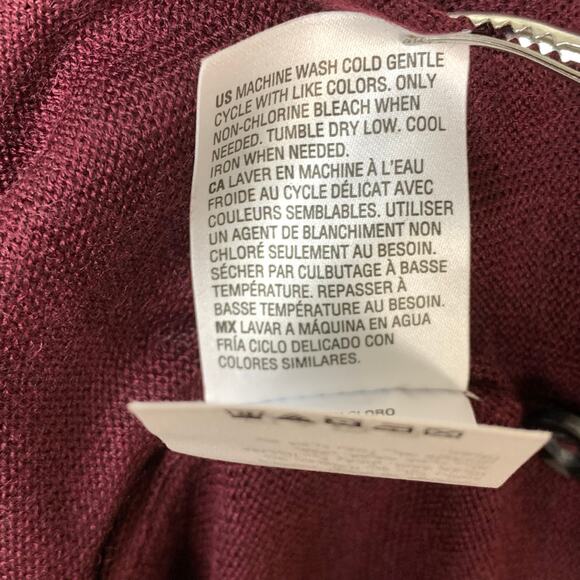 US MACHINE WASH COLD GENTLE
CYCLE WITH LIKE COLORS. ONLY
NON-CHLORINE BLEACH WHEN
NEEDED. TUMBLE DRY LOW. COOL
IRON WHEN NEEDED.
CA LAVER EN MACHINE À L'EAU
FROIDE AU CYCLE DÉLICAT AVEC
COULEURS SEMBLABLES. UTILISER
UN AGENT DE BLANCHIMENT NON
CHLORÉ SEULEMENT AU BESOIN.
SÉCHER PAR CULBUTAGE À BASSE
TEMPÉRATURE. REPASSER À
BASSE TEMPÉRATURE AU BESOIN.
MX LAVAR A MÁQUINA EN AGUA
FRÍA CICLO DELICADO CON
COLORES SIMILARES.
CLORO